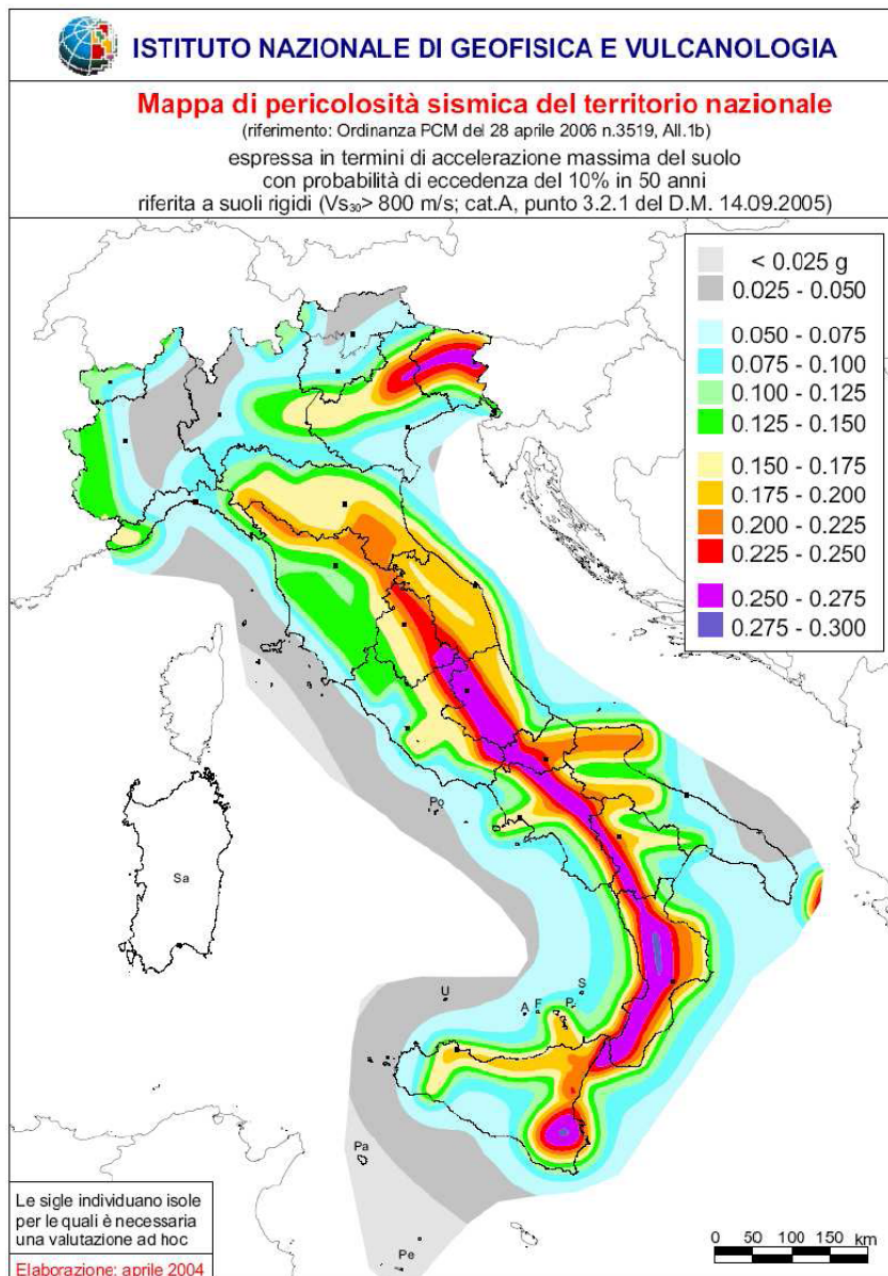 ISTITUTO NAZIONALE DI GEOFISICA E VULCANOLOGIA
Mappa di pericolosità sismica del territorio nazionale
(riferimento: Ordinanza PCM del 28 aprile 2006 n.3519, All.1b)
espressa in termini di accelerazione massima del suolo
con probabilità di eccedenza del 10% in 50 anni
riferita a suoli rigidi (Vs₃₀> 800 m/s; cat.A, punto 3.2.1 del D.M. 14.09.2005)
< 0.025 g
0.025 - 0.050
0.050 - 0.075
0.075 - 0.100
0.100 - 0.125
0.125 - 0.150
0.150 - 0.175
0.175 - 0.200
0.200 - 0.225
0.225 - 0.250
0.250 - 0.275
0.275 - 0.300
Po
Sa
U
A
F
P
S
Pa
Pe
Le sigle individuano isole
per le quali è necessaria
una valutazione ad hoc
Elaborazione: aprile 2004
0 50 100 150 km